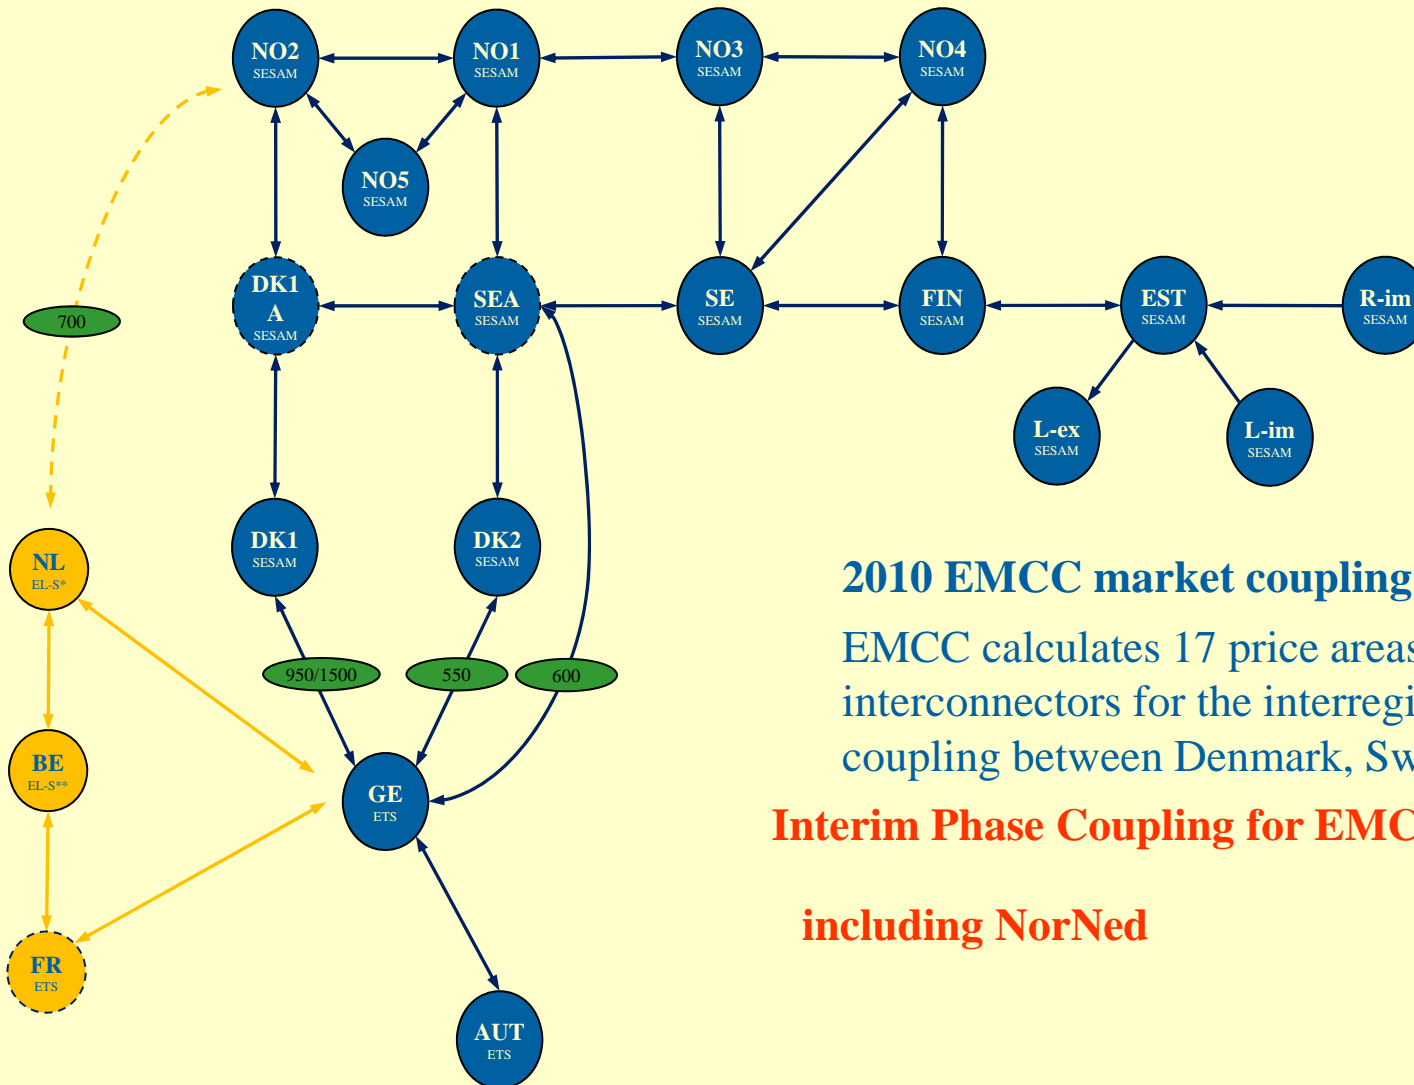 NO2
SESAM
NO1
SESAM
NO3
SESAM
NO4
SESAM
NO5
SESAM
DK1
A
SESAM
SEA
SESAM
SE
SESAM
FIN
SESAM
EST
SESAM
R-im
SESAM
700
L-ex
SESAM
L-im
SESAM
DK1
SESAM
DK2
SESAM
NL
EL-S*
950/1500
550
600
BE
EL-S**
GE
ETS
FR
ETS
AUT
ETS
2010 EMCC market coupling
EMCC calculates 17 price areas
interconnectors for the interregi
coupling between Denmark, Sw
Interim Phase Coupling for EMC
including NorNed